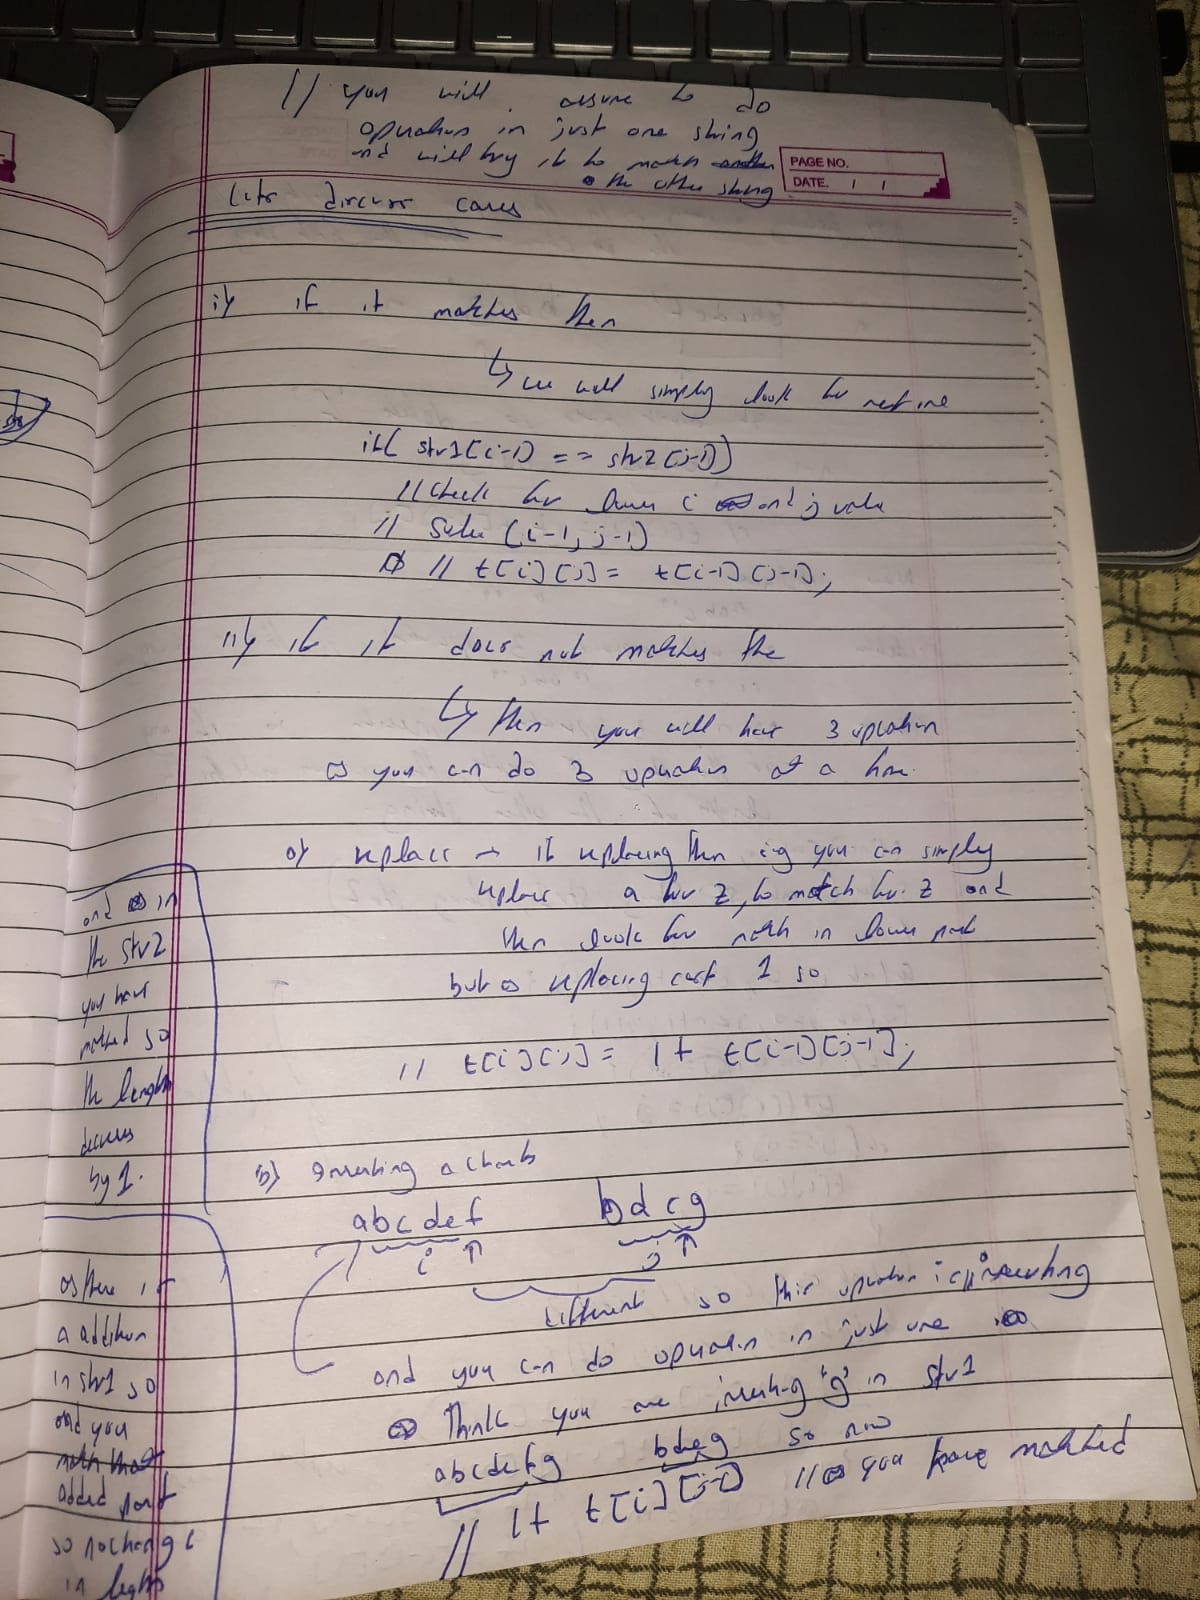 // you will assume to do
operation in just one string
and will try it to match another
the other string
PAGE NO.
DATE. / /
Lets discuss cases
i) if it matches then
↳ we will simply look for next one
if( str1[i-1] == str2[j-1])
// check for lower i and j value
// solve (i-1, j-1)
// t[i][j] = t[i-1][j-1];
ii) if it does not matches the
↳ then you will have 3 operation
you can do 3 operation at a time.
a) replace → if replacing then eg you can simply
replace a for z, to match for z and
then look for match in lower part
but as replacing cost 1 so
// t[i][j] = 1 + t[i-1][j-1];
b) Inserting a
abcdef bdcg
i ↑ j ↑
different so this operation is inserting
and you can do operation in just one
Think you are inserting 'g' in str1
abcdefg bdcg so now
// 1+ t[i][j-1] // you have matched
and in
the str2
you have
matched so
the length
decreases
by 1.
as there is
a addition
in str1 so
and you
match that
added part
so no change
in length